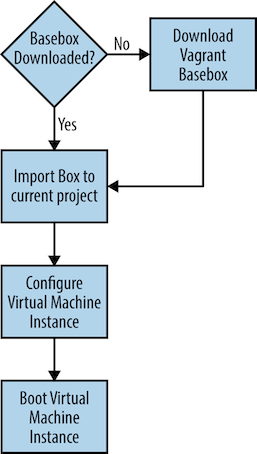 Basebox
Downloaded?
No
Download
Vagrant
Basebox
Yes
Import Box to
current project
Configure
Virtual Machine
Instance
Boot Virtual
Machine
Instance